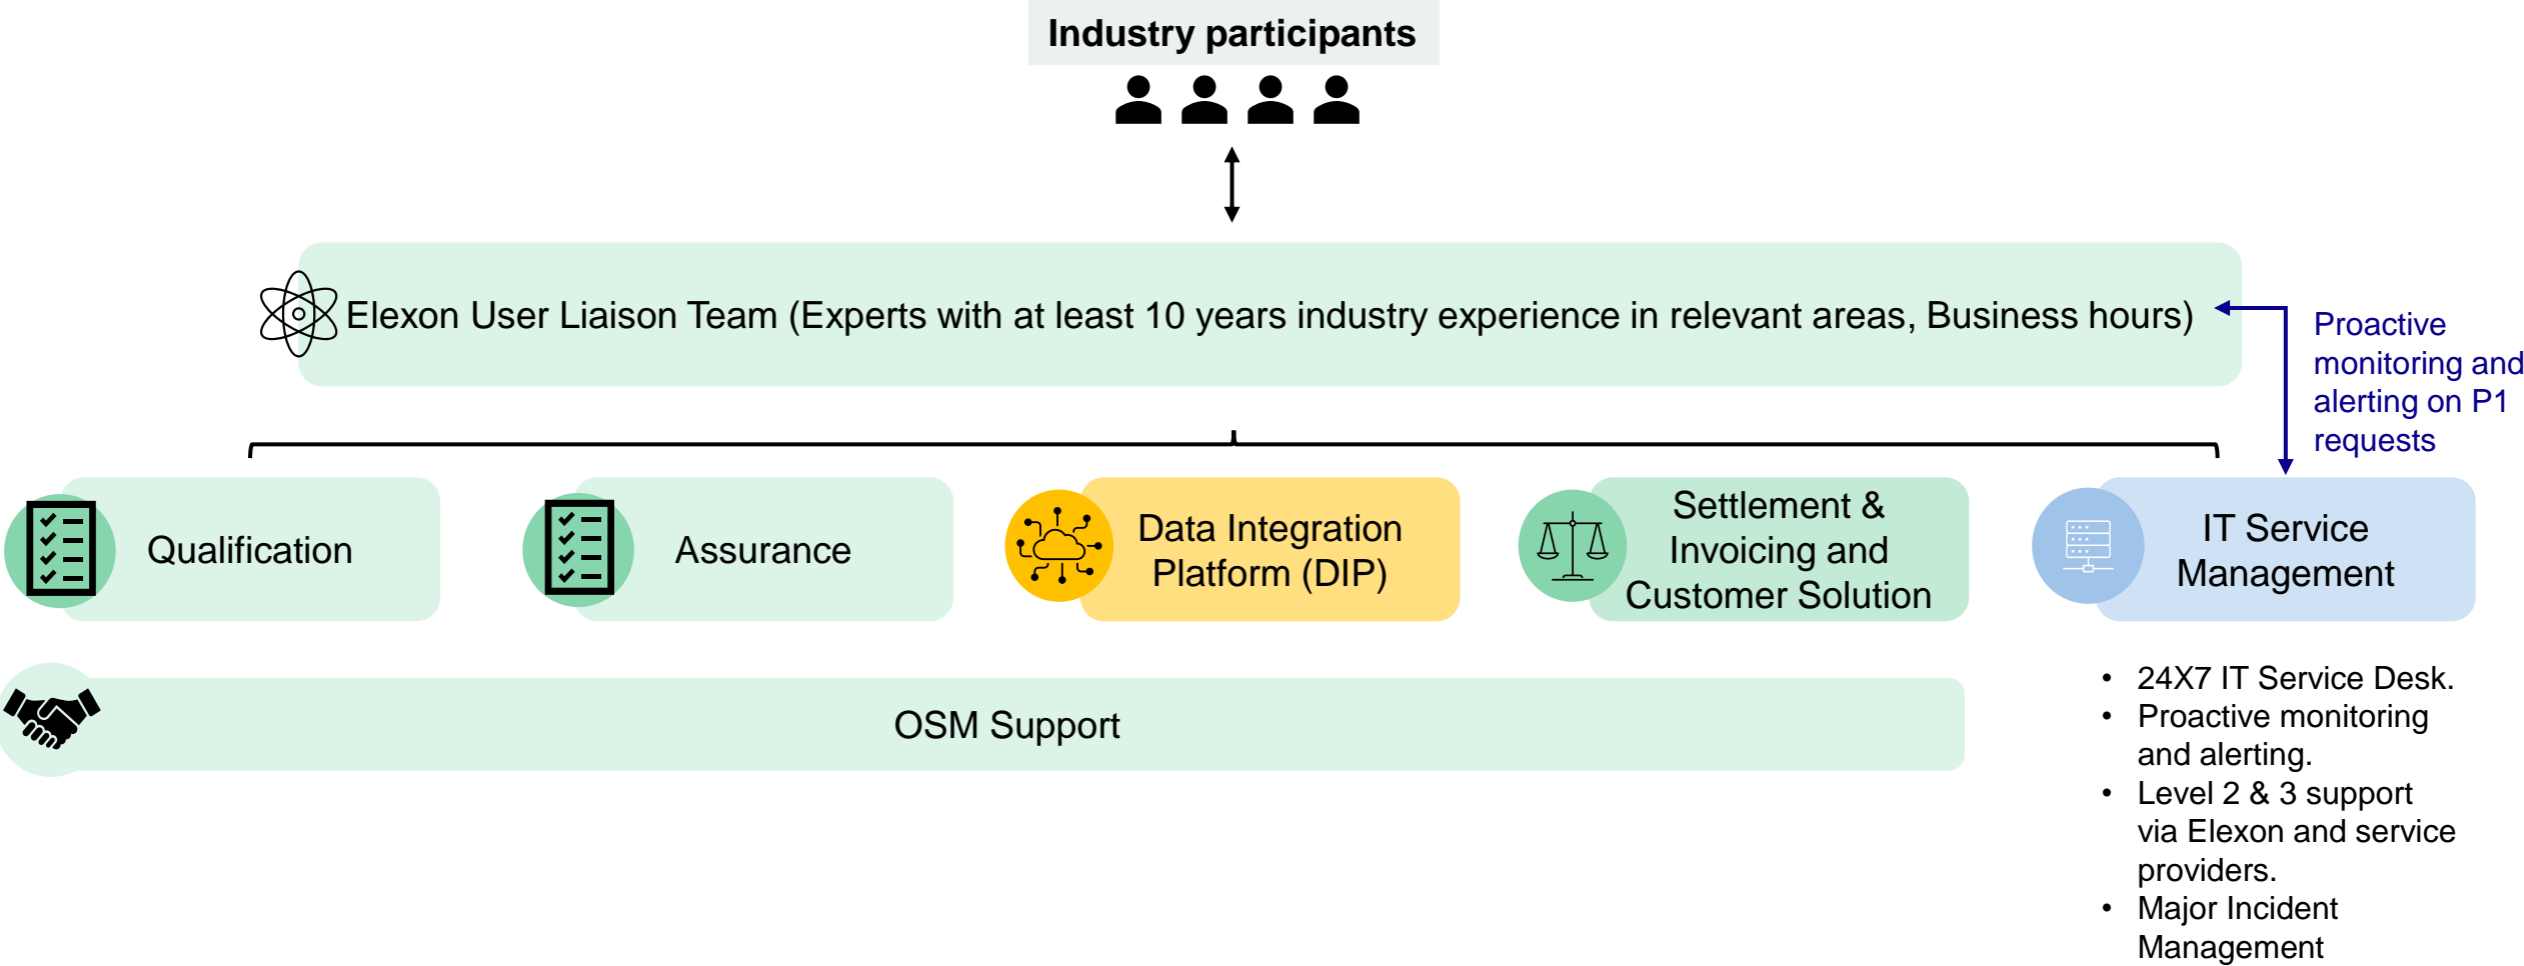 Industry participants
Elexon User Liaison Team (Experts with at least 10 years industry experience in relevant areas, Business hours)
Proactive
monitoring and
alerting on P1
requests
Qualification
Assurance
Data Integration
Platform (DIP)
Settlement &
Invoicing and
Customer Solution
IT Service
Management
OSM Support
• 24X7 IT Service Desk.
• Proactive monitoring
and alerting.
• Level 2 & 3 support
via Elexon and service
providers.
• Major Incident
Management